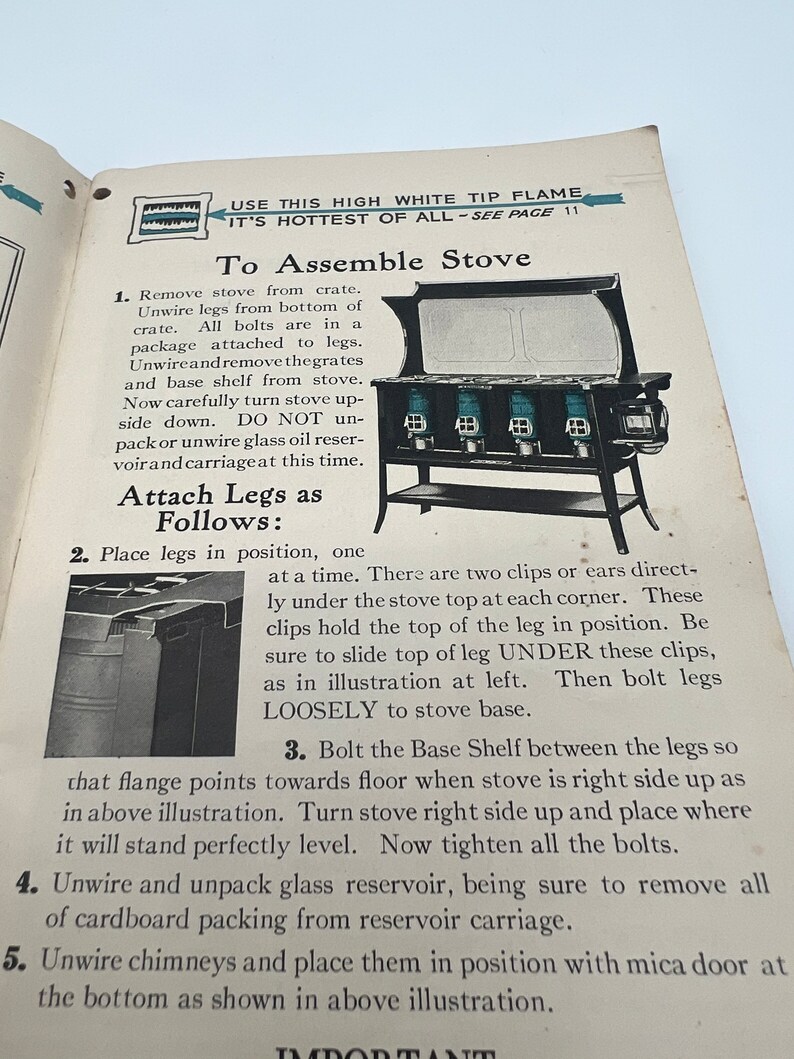 USE THIS HIGH WHITE TIP FLAME
IT'S HOTTEST OF ALL - SEE PAGE 11
To Assemble Stove
1. Remove stove from crate.
Unwire legs from bottom of
crate. All bolts are in a
package attached to legs.
Unwire and remove the grates
and base shelf from stove.
Now carefully turn stove up-
side down. DO NOT un-
pack or unwire glass oil reser-
voir and carriage at this time.
Attach Legs as
Follows:
2. Place legs in position, one
at a time. There are two clips or ears direct-
ly under the stove top at each corner. These
clips hold the top of the leg in position. Be
sure to slide top of leg UNDER these clips,
as in illustration at left. Then bolt legs
LOOSELY to stove base.
3. Bolt the Base Shelf between the legs so
that flange points towards floor when stove is right side up as
in above illustration. Turn stove right side up and place where
it will stand perfectly level. Now tighten all the bolts.
4. Unwire and unpack glass reservoir, being sure to remove all
of cardboard packing from reservoir carriage.
5. Unwire chimneys and place them in position with mica door at
the bottom as shown in above illustration.
IMPORTANT